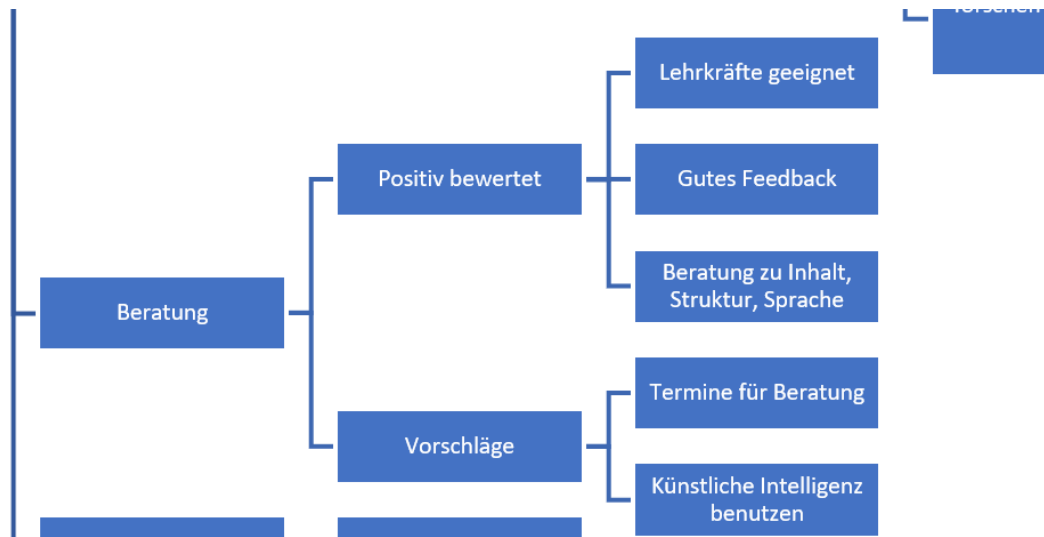 Lehrkräfte geeignet
Positiv bewertet
Gutes Feedback
Beratung zu Inhalt,
Struktur, Sprache
Beratung
Termine für Beratung
Vorschläge
Künstliche Intelligenz
benutzen